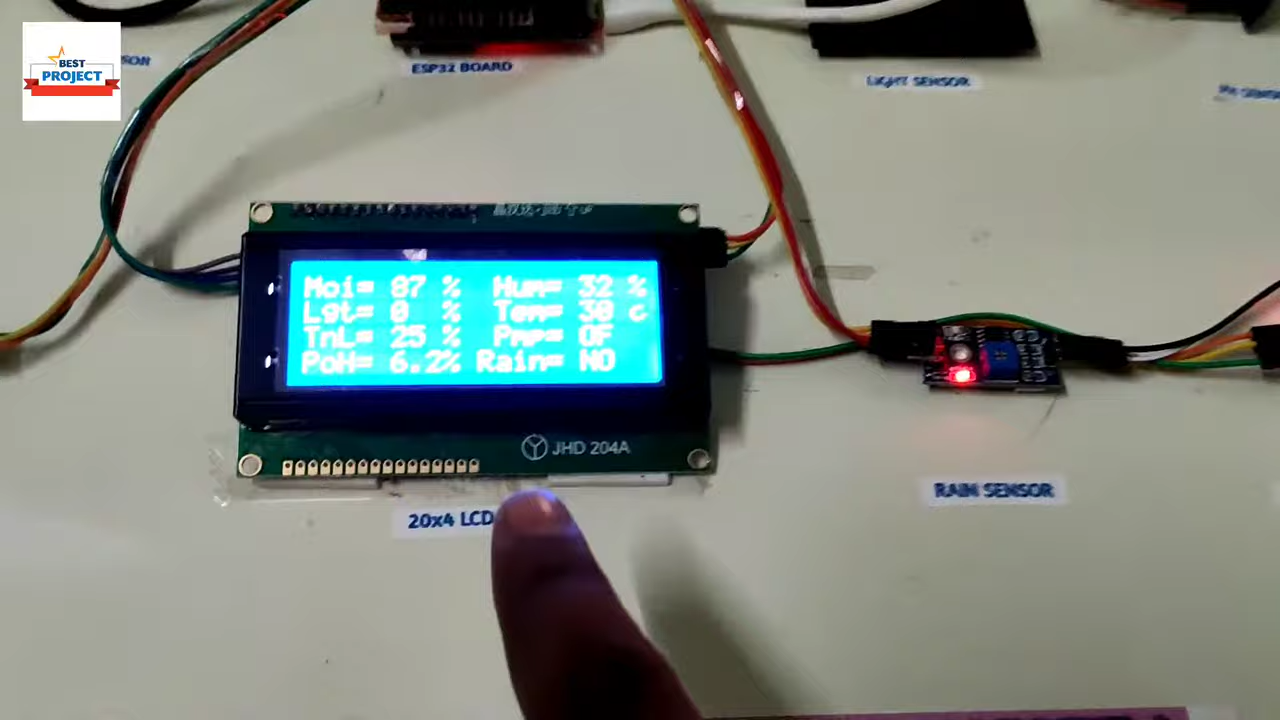 BEST
PROJECT
SOR
ESP32 BOARD
LIGHT SENSOR
Moi= 87 % Hum= 32 %
Lgt= 0 % Tem= 30 c
TnL= 25 % Pmp= OF
PoH= 6.2% Rain= NO
JHD 204A
20x4 LCD
RAIN SENSOR